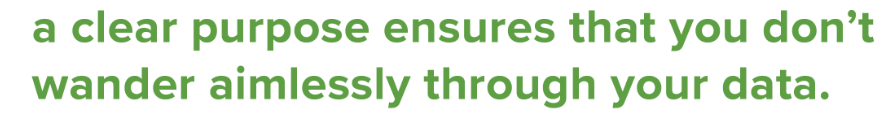 a clear purpose ensures that you don’t
wander aimlessly through your data.